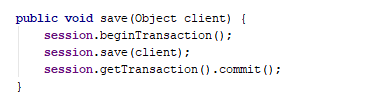 public void save(Object client) {
    session.beginTransaction();
    session.save(client);
    session.getTransaction().commit();
}